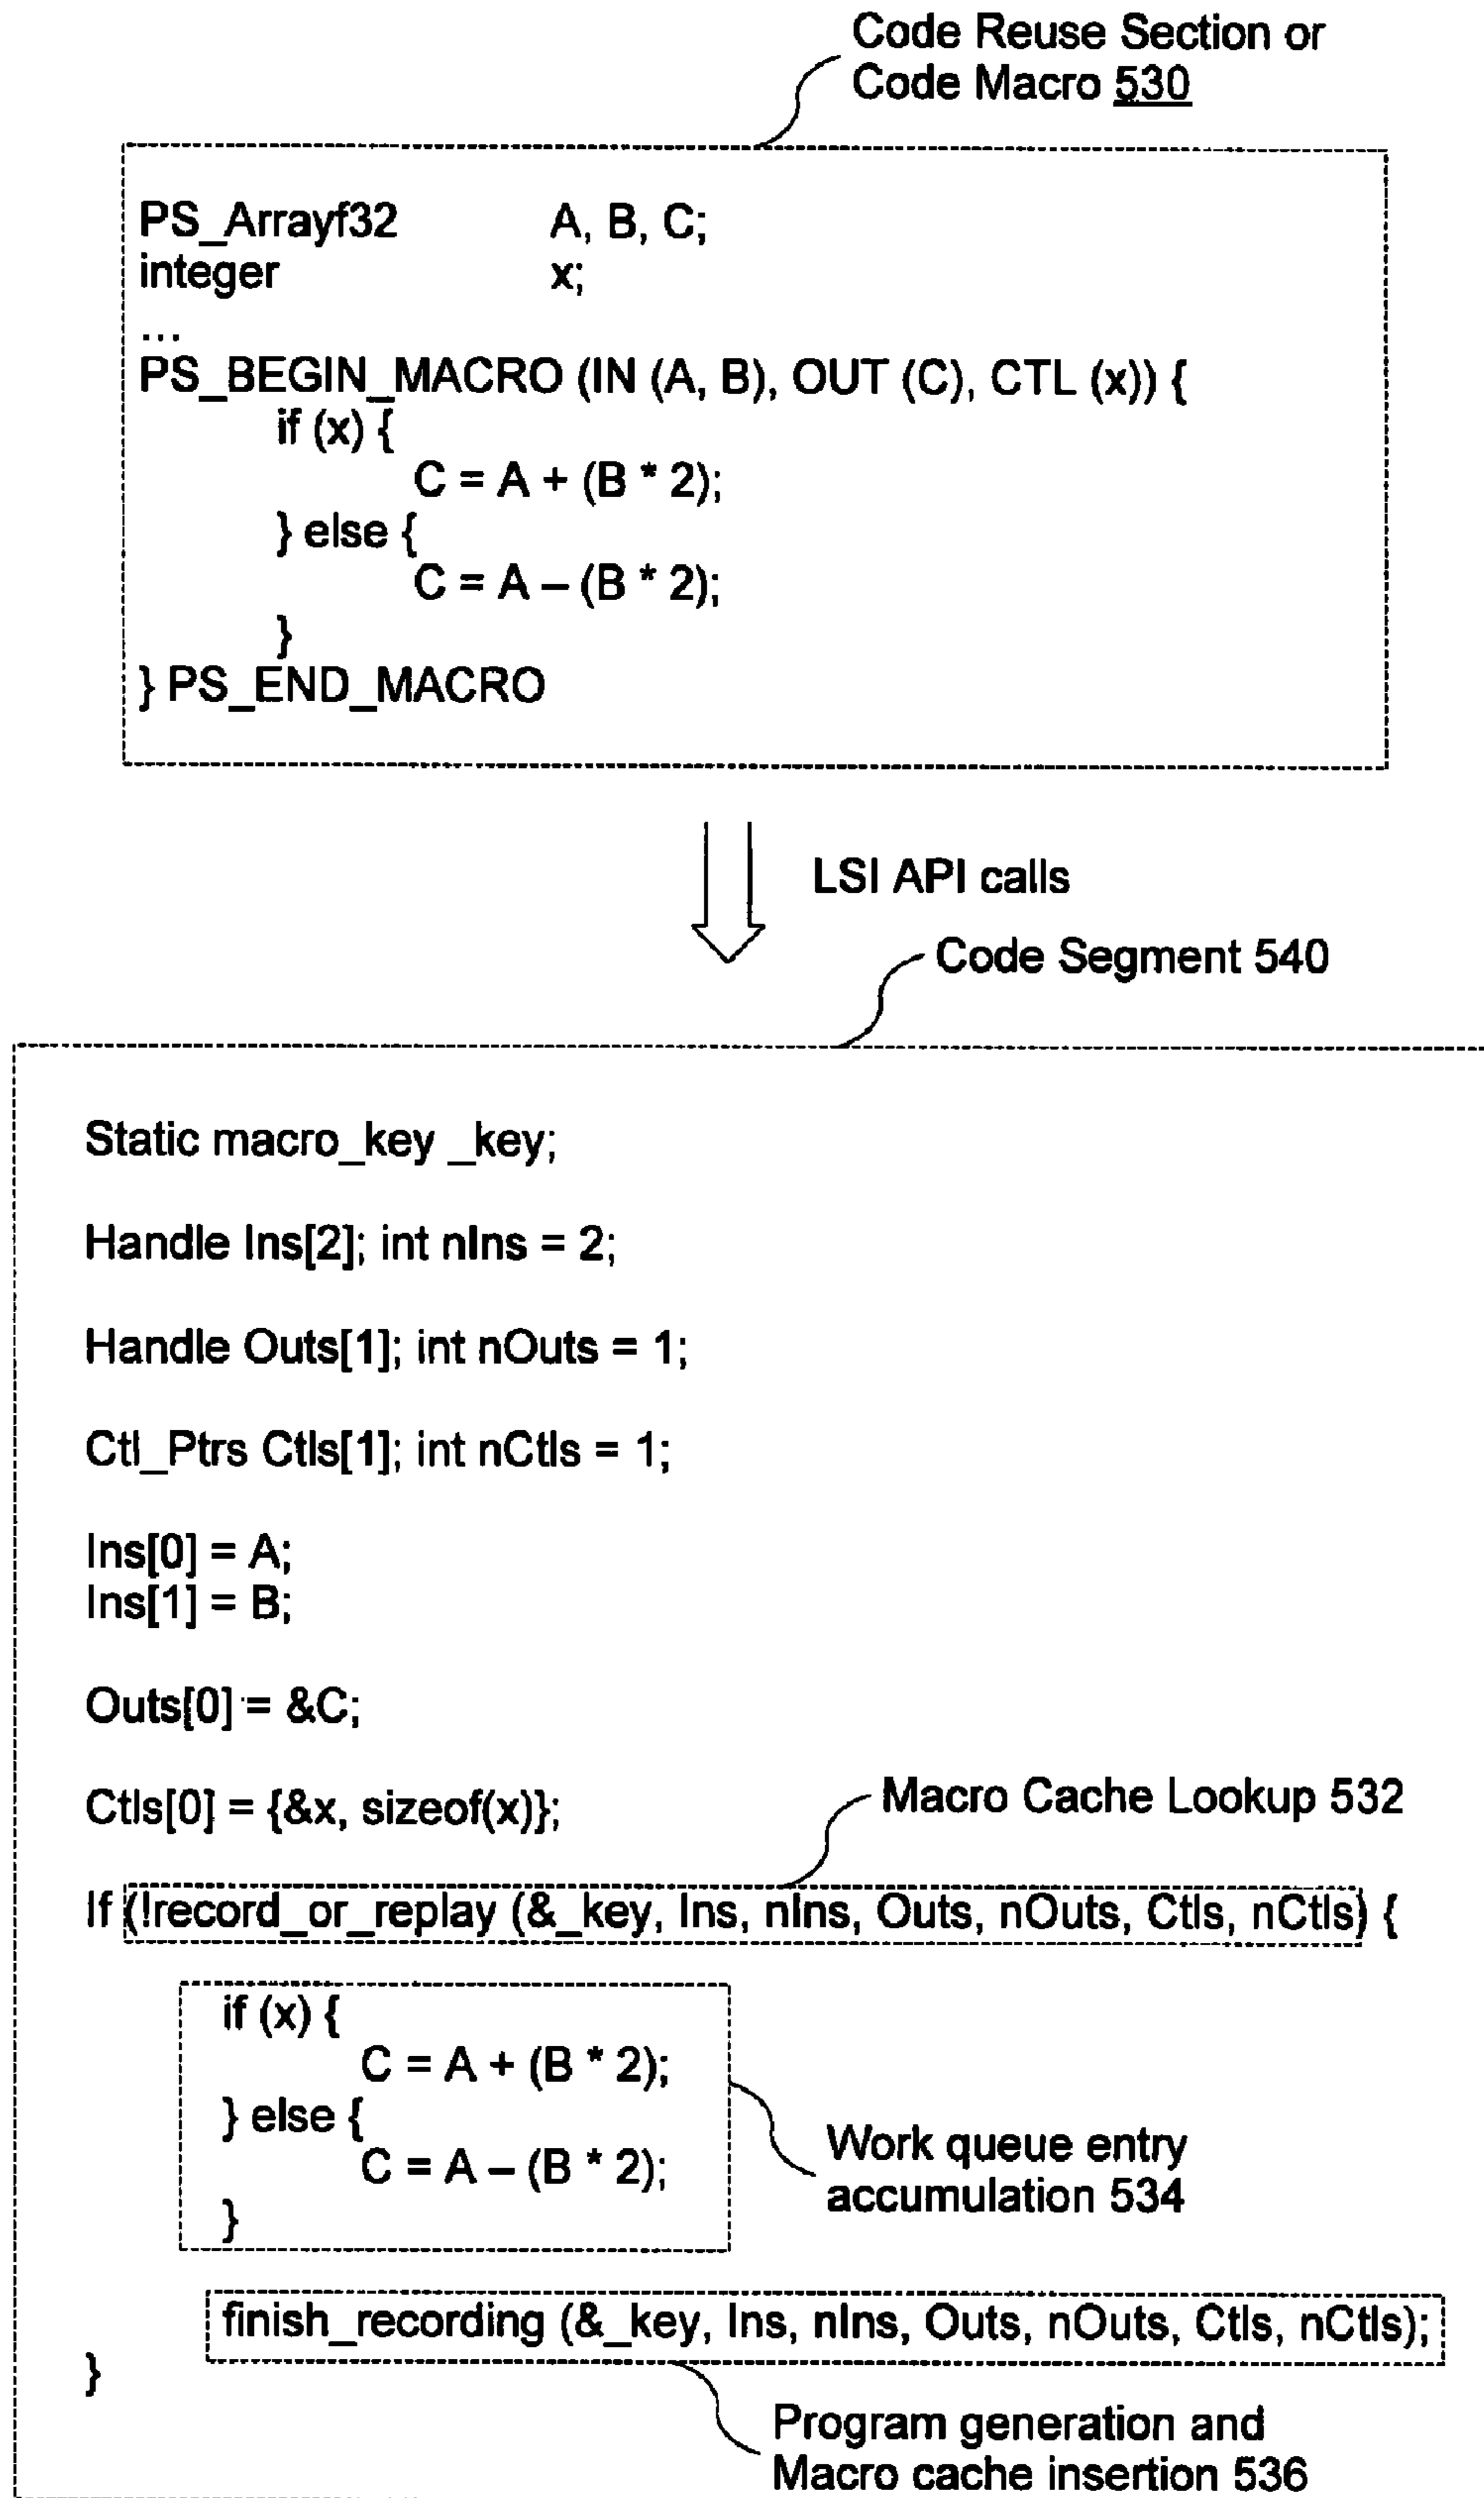 Code Reuse Section or
Code Macro 530
PS_Arrayf32 A, B, C;
integer x;
...
PS_BEGIN_MACRO (IN (A, B), OUT (C), CTL (x)) {
if (x) {
C = A + (B * 2);
} else {
C = A – (B * 2);
}
} PS_END_MACRO
LSI API calls
Code Segment 540
Static macro_key _key;
Handle Ins[2]; int nIns = 2;
Handle Outs[1]; int nOuts = 1;
Ctl_Ptrs Ctls[1]; int nCtls = 1;
Ins[0] = A;
Ins[1] = B;
Outs[0] = &C;
Ctls[0] = {&x, sizeof(x)};
Macro Cache Lookup 532
If (!record_or_replay (&_key, Ins, nIns, Outs, nOuts, Ctls, nCtls) {
if (x) {
C = A + (B * 2);
} else {
C = A – (B * 2);
}
Work queue entry
accumulation 534
finish_recording (&_key, Ins, nIns, Outs, nOuts, Ctls, nCtls);
}
Program generation and
Macro cache insertion 536